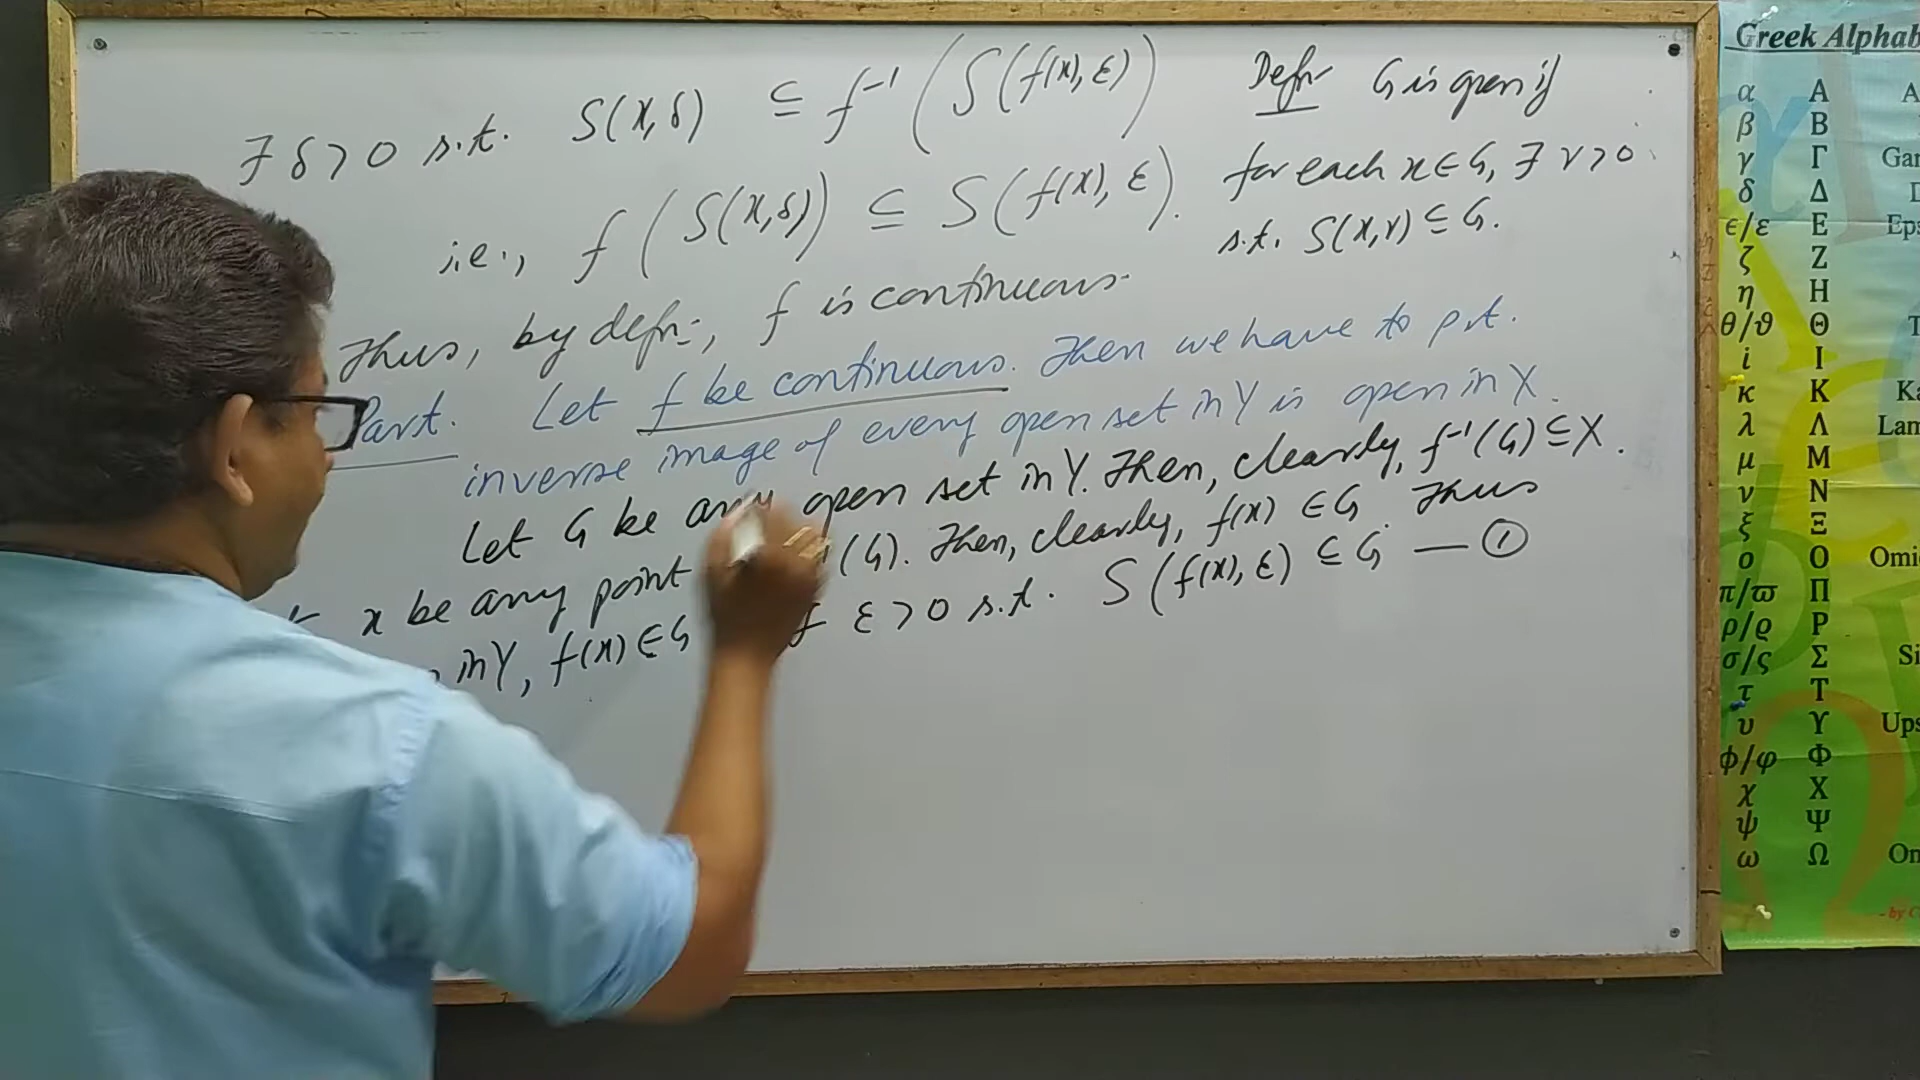 ∃ δ > 0 s.t. S(x, δ) ⊆ f⁻¹ ( S(f(x), ε) )
i.e., f ( S(x, δ) ) ⊆ S ( f(x), ε ).
Thus, by defn:, f is continuous.
Part. Let f be continuous. Then we have to p.t.
inverse image of every open set in Y is open in X.
Let G be any open set in Y. Then, clearly, f⁻¹(G) ⊆ X.
x be any point (G). Then, clearly, f(x) ∈ G. Thus
in Y, f(x) ∈ G ε > 0 s.t. S ( f(x), ε ) ⊆ G — ①
Defn G is open if
for each x ∈ G, ∃ r > 0
s.t. S(x, r) ⊆ G.
Greek Alphab
α Α A
β Β
γ Γ Gam
δ Δ D
ϵ/ε Ε Eps
ζ Ζ
η Η
θ/ϑ Θ T
i Ι
κ Κ Ka
λ Λ Lam
μ Μ
ν Ν
ξ Ξ
ο Ο Omi
π/ϖ Π
ρ/ϱ Ρ
σ/ς Σ Si
τ Τ
υ Υ Ups
ϕ/φ Φ
χ Χ
ψ Ψ
ω Ω Om
- by C